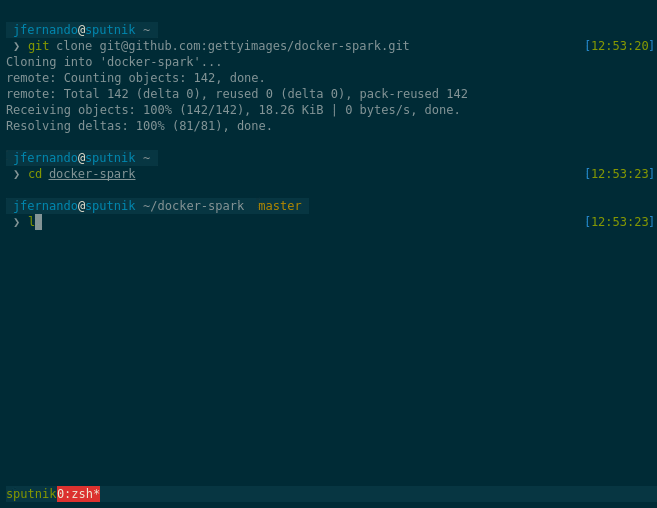 jfernando@sputnik ~
❯ git clone git@github.com:gettyimages/docker-spark.git [12:53:20]
Cloning into 'docker-spark'...
remote: Counting objects: 142, done.
remote: Total 142 (delta 0), reused 0 (delta 0), pack-reused 142
Receiving objects: 100% (142/142), 18.26 KiB | 0 bytes/s, done.
Resolving deltas: 100% (81/81), done.
jfernando@sputnik ~
❯ cd docker-spark [12:53:23]
jfernando@sputnik ~/docker-spark master
❯ l [12:53:23]
sputnik0:zsh*